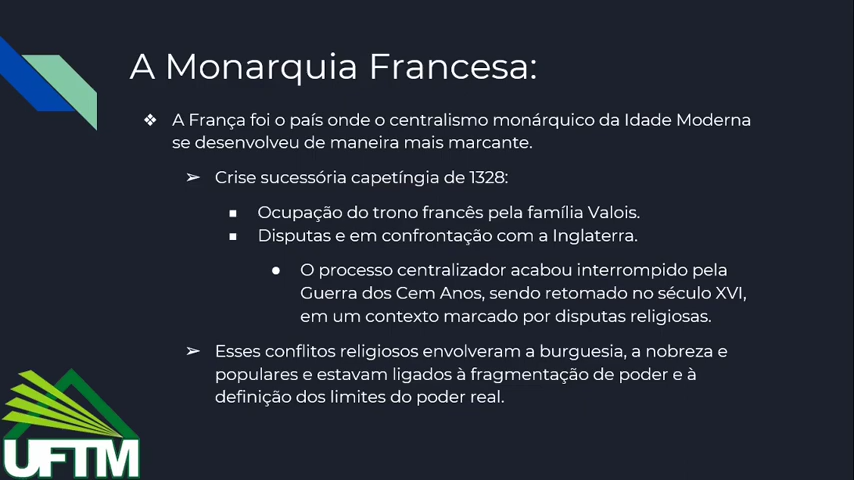 A Monarquia Francesa:
❖ A França foi o país onde o centralismo monárquico da Idade Moderna
se desenvolveu de maneira mais marcante.
➢ Crise sucessória capetíngia de 1328:
▪ Ocupação do trono francês pela família Valois.
▪ Disputas e em confrontação com a Inglaterra.
● O processo centralizador acabou interrompido pela
Guerra dos Cem Anos, sendo retomado no século XVI,
em um contexto marcado por disputas religiosas.
➢ Esses conflitos religiosos envolveram a burguesia, a nobreza e
populares e estavam ligados à fragmentação de poder e à
definição dos limites do poder real.
UFTM